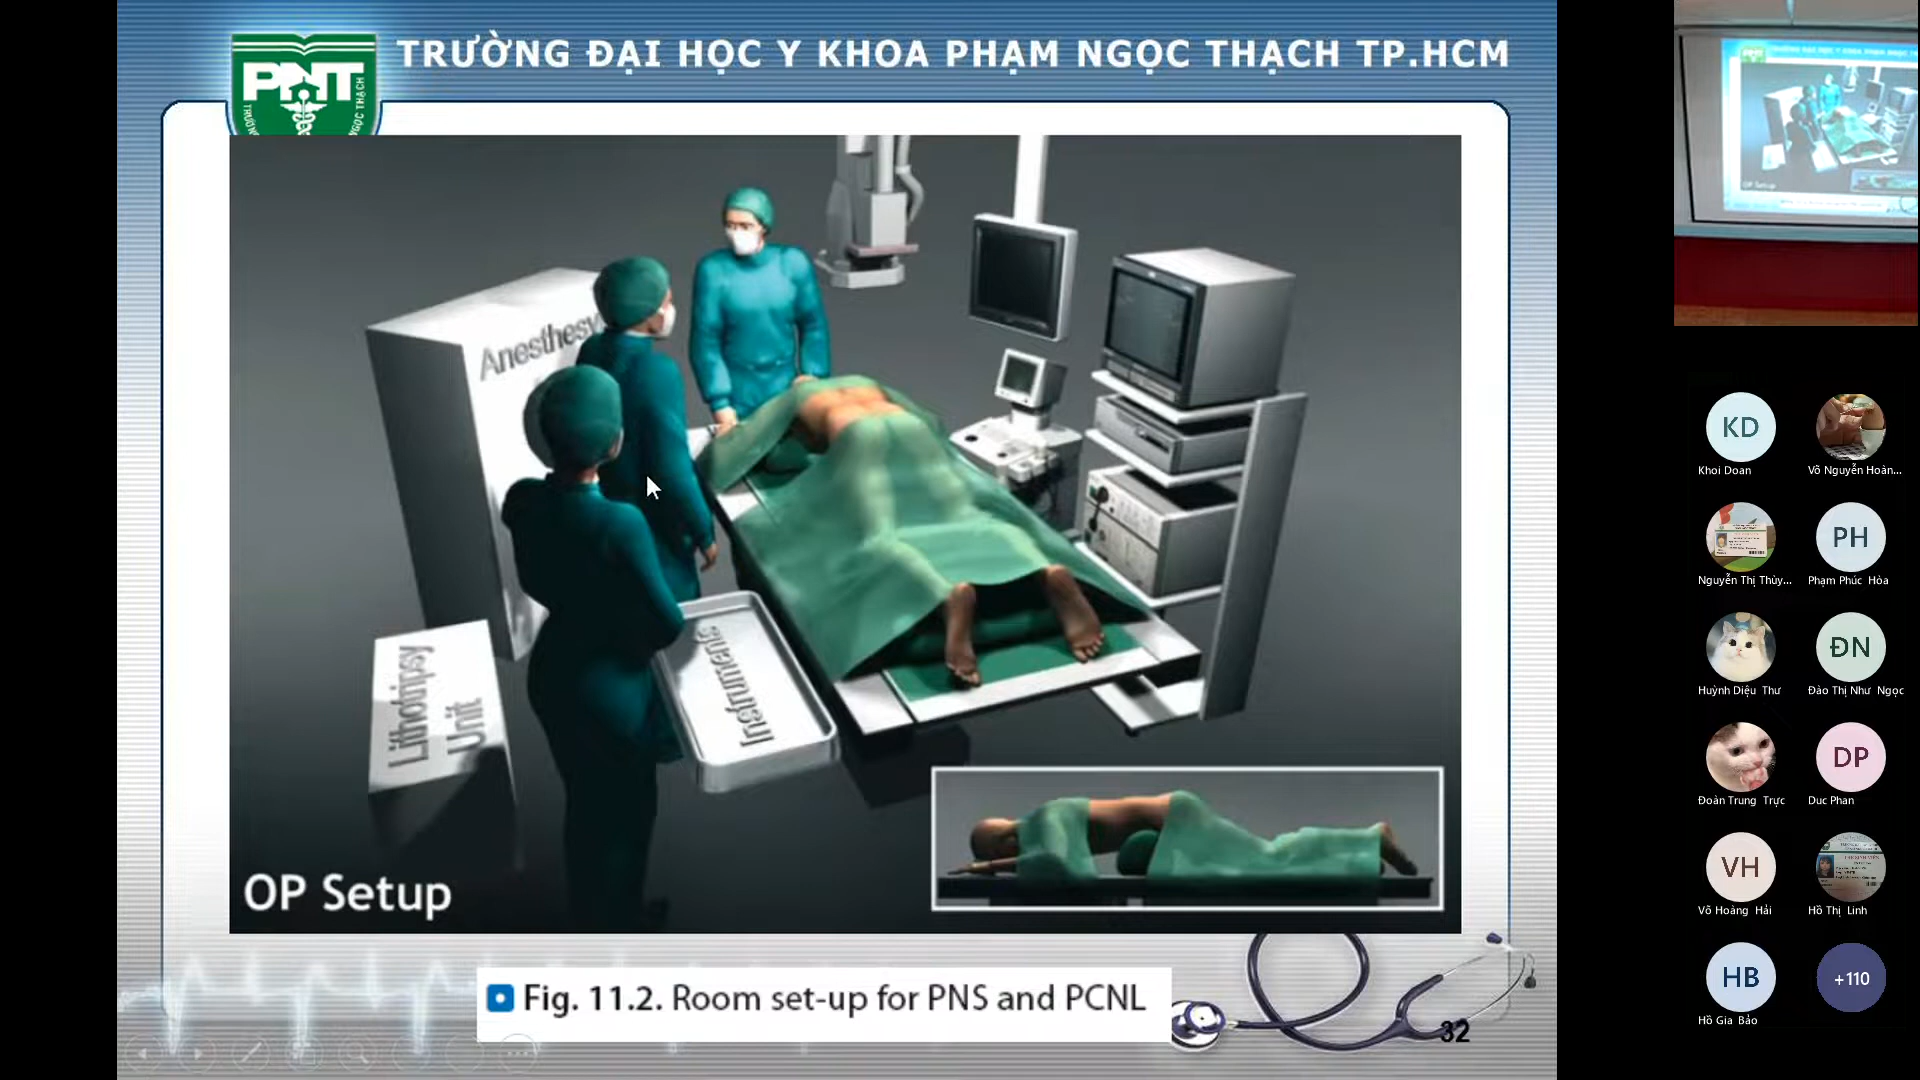 TRƯỜNG ĐẠI HỌC Y KHOA PHẠM NGỌC THẠCH TP.HCM
PNT
NGỌC THẠCH
Anesthesy
Lithotripsy
Unit
Instruments
OP Setup
Fig. 11.2. Room set-up for PNS and PCNL
32
KD
Khoi Doan
Võ Nguyễn Hoàn...
Nguyễn Thị Thùy...
PH
Phạm Phúc Hòa
Huỳnh Diệu Thư
ĐN
Đào Thị Như Ngọc
Đoàn Trung Trực
DP
Duc Phan
VH
Võ Hoàng Hải
Hồ Thị Linh
HB
Hồ Gia Bảo
+110